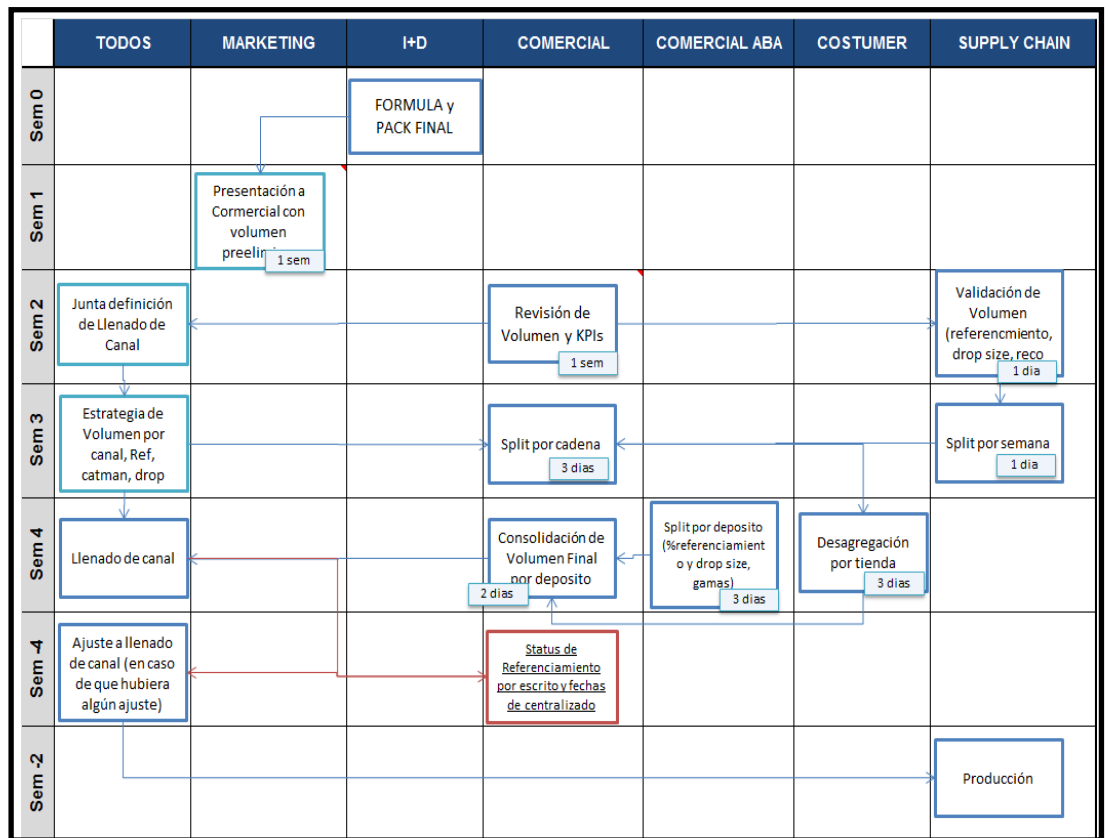 TODOS
MARKETING
I+D
COMERCIAL
COMERCIAL ABA
COSTUMER
SUPPLY CHAIN
Sem 0
FORMULA y
PACK FINAL
Sem 1
Presentación a
Cormercial con
volumen
1 sem
Sem 2
Junta definición
de Llenado de
Canal
Revisión de
Volumen y KPIs
1 sem
Validación de
Volumen
(referencmiento,
drop size, reco
1 dia
Sem 3
Estrategia de
Volumen por
canal, Ref,
catman, drop
Split por cadena
3 dias
Split por semana
1 dia
Sem 4
Llenado de canal
Consolidación de
Volumen Final
por deposito
2 dias
Split por deposito
(%referenciamient
o y drop size,
gamas)
3 dias
Desagregación
por tienda
3 dias
Sem -4
Ajuste a llenado
de canal (en caso
de que hubiera
algún ajuste)
Status de
Referenciamiento
por escrito y fechas
de centralizado
Sem -2
Producción